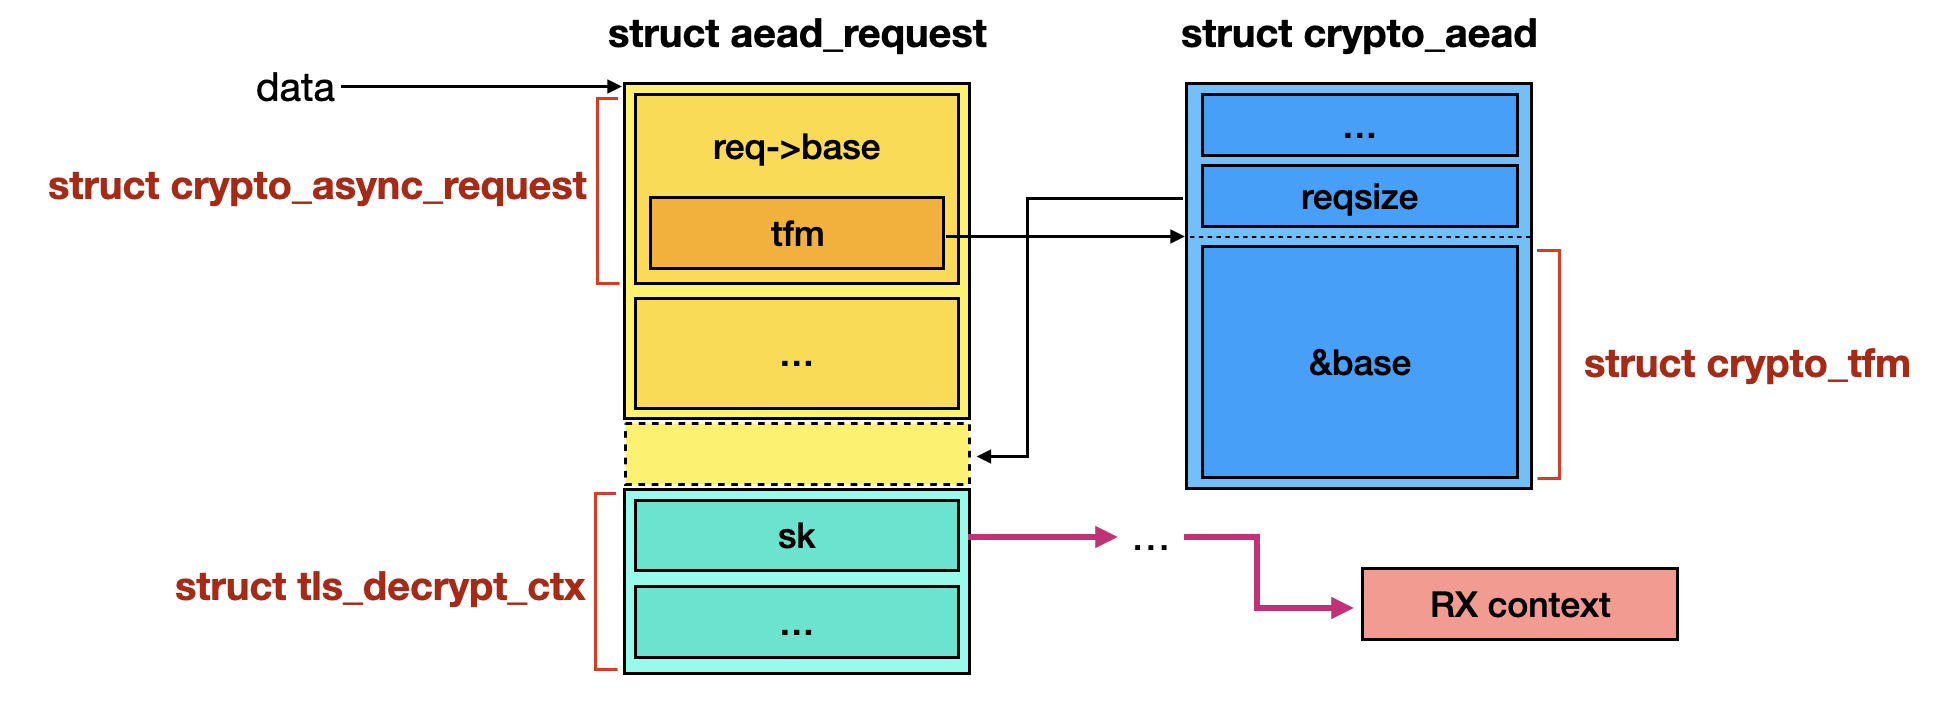 struct aead_request
struct crypto_aead
data
req->base
...
struct crypto_async_request
reqsize
tfm
...
&base
struct crypto_tfm
sk
...
struct tls_decrypt_ctx
RX context
...